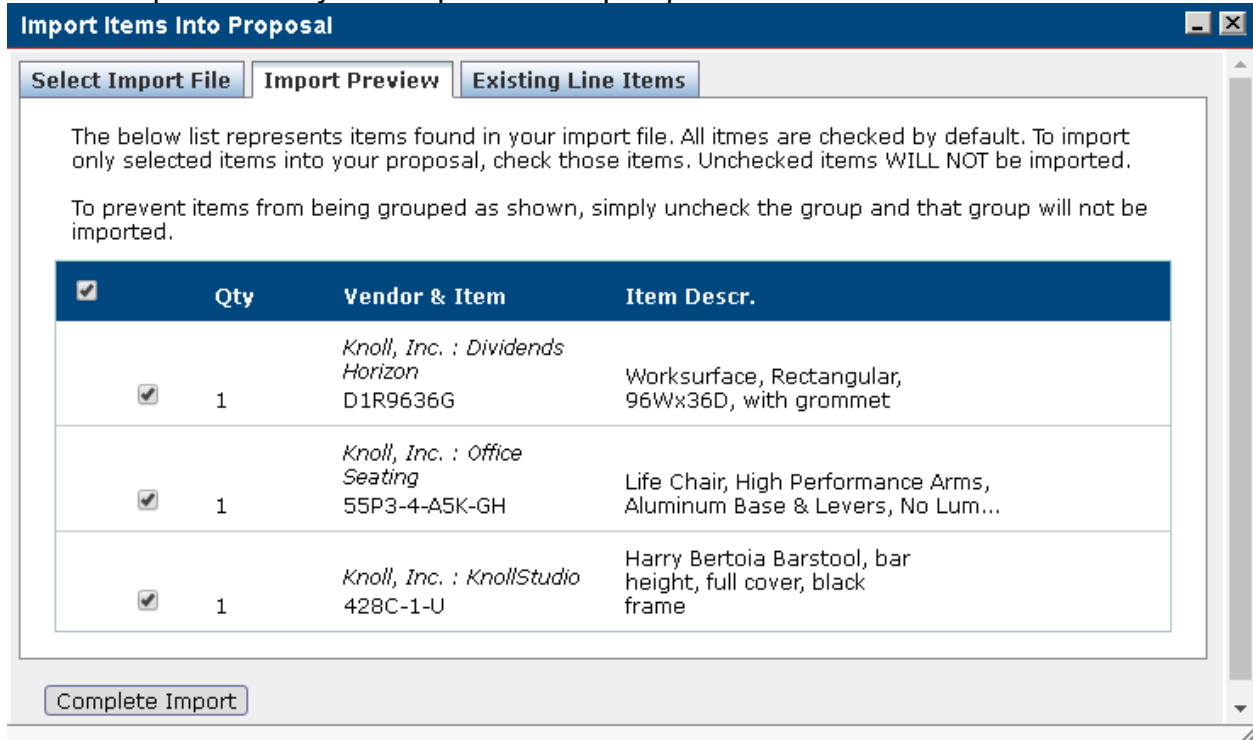 Import Items Into Proposal
Select Import File
Import Preview
Existing Line Items
The below list represents items found in your import file. All itmes are checked by default. To import
only selected items into your proposal, check those items. Unchecked items WILL NOT be imported.
To prevent items from being grouped as shown, simply uncheck the group and that group will not be
imported.
Qty Vendor & Item Item Descr.
Knoll, Inc. : Dividends
Horizon
D1R9636G
1
Worksurface, Rectangular,
96Wx36D, with grommet
Knoll, Inc. : Office
Seating
55P3-4-A5K-GH
1
Life Chair, High Performance Arms,
Aluminum Base & Levers, No Lum...
Knoll, Inc. : KnollStudio
428C-1-U
1
Harry Bertoia Barstool, bar
height, full cover, black
frame
Complete Import